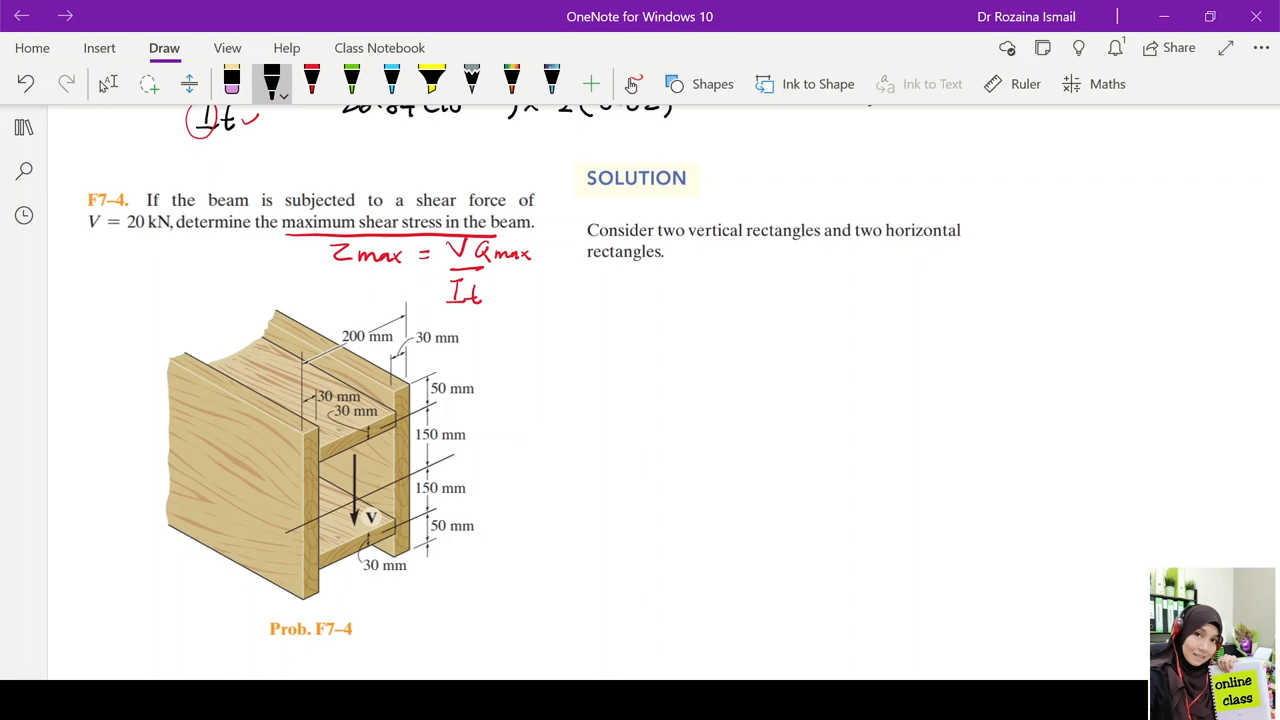 OneNote for Windows 10
Dr Rozaina Ismail
Home Insert Draw View Help Class Notebook
1
Share
Shapes
Ink to Shape
Ink to Text
Ruler
Maths
It
SOLUTION
F7–4. If the beam is subjected to a shear force of
V = 20 kN, determine the maximum shear stress in the beam.
Consider two vertical rectangles and two horizontal
rectangles.
τmax = VQmax
It
200 mm
30 mm
50 mm
30 mm
30 mm
150 mm
150 mm
V
50 mm
30 mm
Prob. F7–4
online
class